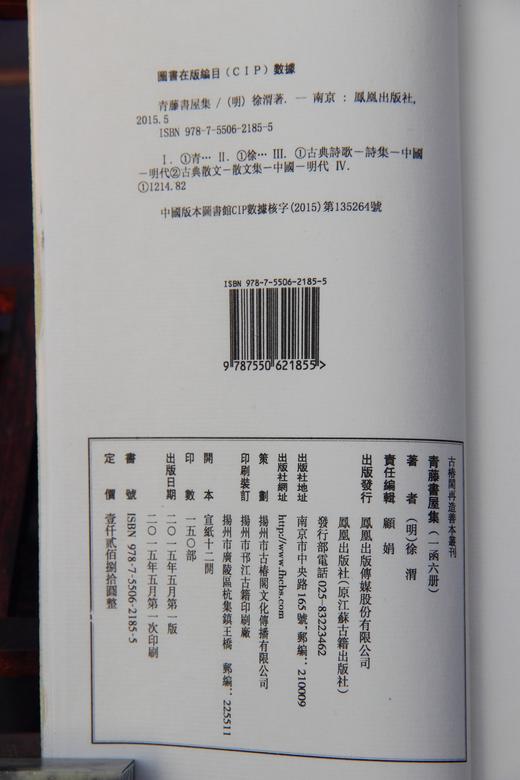 圖書在版編目（CIP）數據
青藤書屋集／(明) 徐渭著. — 南京 : 鳳凰出版社,
2015.5
ISBN 978-7-5506-2185-5
Ⅰ. ①青… Ⅱ. ①徐… Ⅲ. ①古典詩歌－詩集－中國
－明代②古典散文－散文集－中國－明代 Ⅳ.
①I214.82
中國版本圖書館CIP數據核字(2015)第135264號
ISBN 978-7-5506-2185-5
9 787550 621855>
古椿閣再造善本叢刊
青藤書屋集（一函六册）
著者 (明)徐渭
責任編輯 顧娟
出版發行 鳳凰出版傳媒股份有限公司
鳳凰出版社(原江蘇古籍出版社)
發行部電話 025-83223462
出版社地址 南京市中央路165號 郵編：210009
出版社網址 http://www.fhcbs.com
策劃 揚州市古椿閣文化傳播有限公司
印刷裝訂 揚州市邗江古籍印刷廠
揚州市廣陵區杭集鎮王橋 郵編：225511
開本 宣紙十二開
印數 一五〇部
出版日期 二〇一五年五月第一版
二〇一五年五月第一次印刷
書號 ISBN 978-7-5506-2185-5
定價 壹仟貳佰捌拾圓整